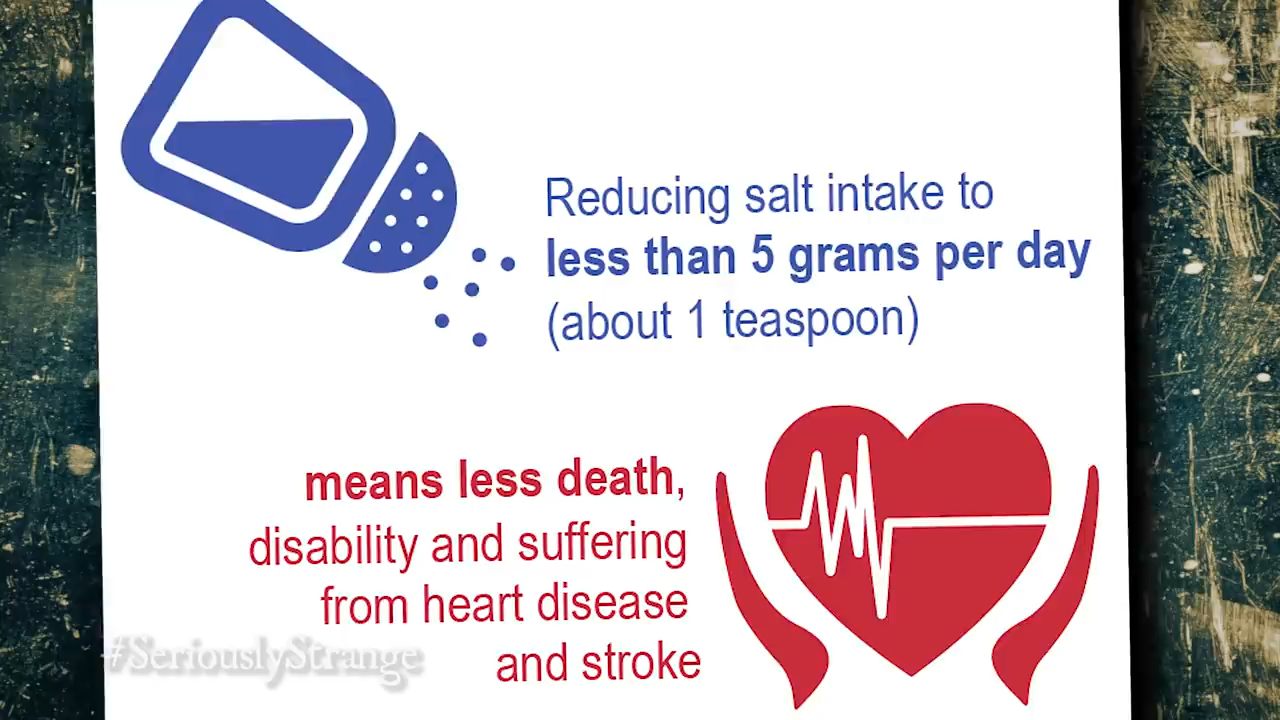 Reducing salt intake to
less than 5 grams per day
(about 1 teaspoon)
means less death,
disability and suffering
from heart disease
and stroke
#SeriouslyStrange